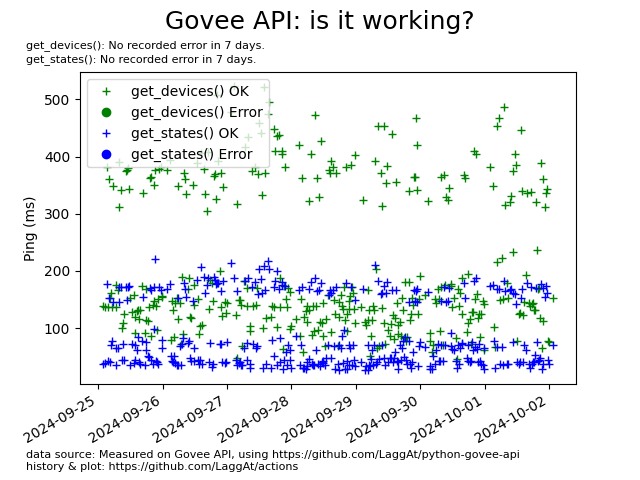 Govee API: is it working?
get_devices(): No recorded error in 7 days.
get_states(): No recorded error in 7 days.
get_devices() OK
get_devices() Error
get_states() OK
get_states() Error
Ping (ms)
500
400
300
200
100
2024-09-25
2024-09-26
2024-09-27
2024-09-28
2024-09-29
2024-09-30
2024-10-01
2024-10-02
data source: Measured on Govee API, using https://github.com/LaggAt/python-govee-api
history & plot: https://github.com/LaggAt/actions